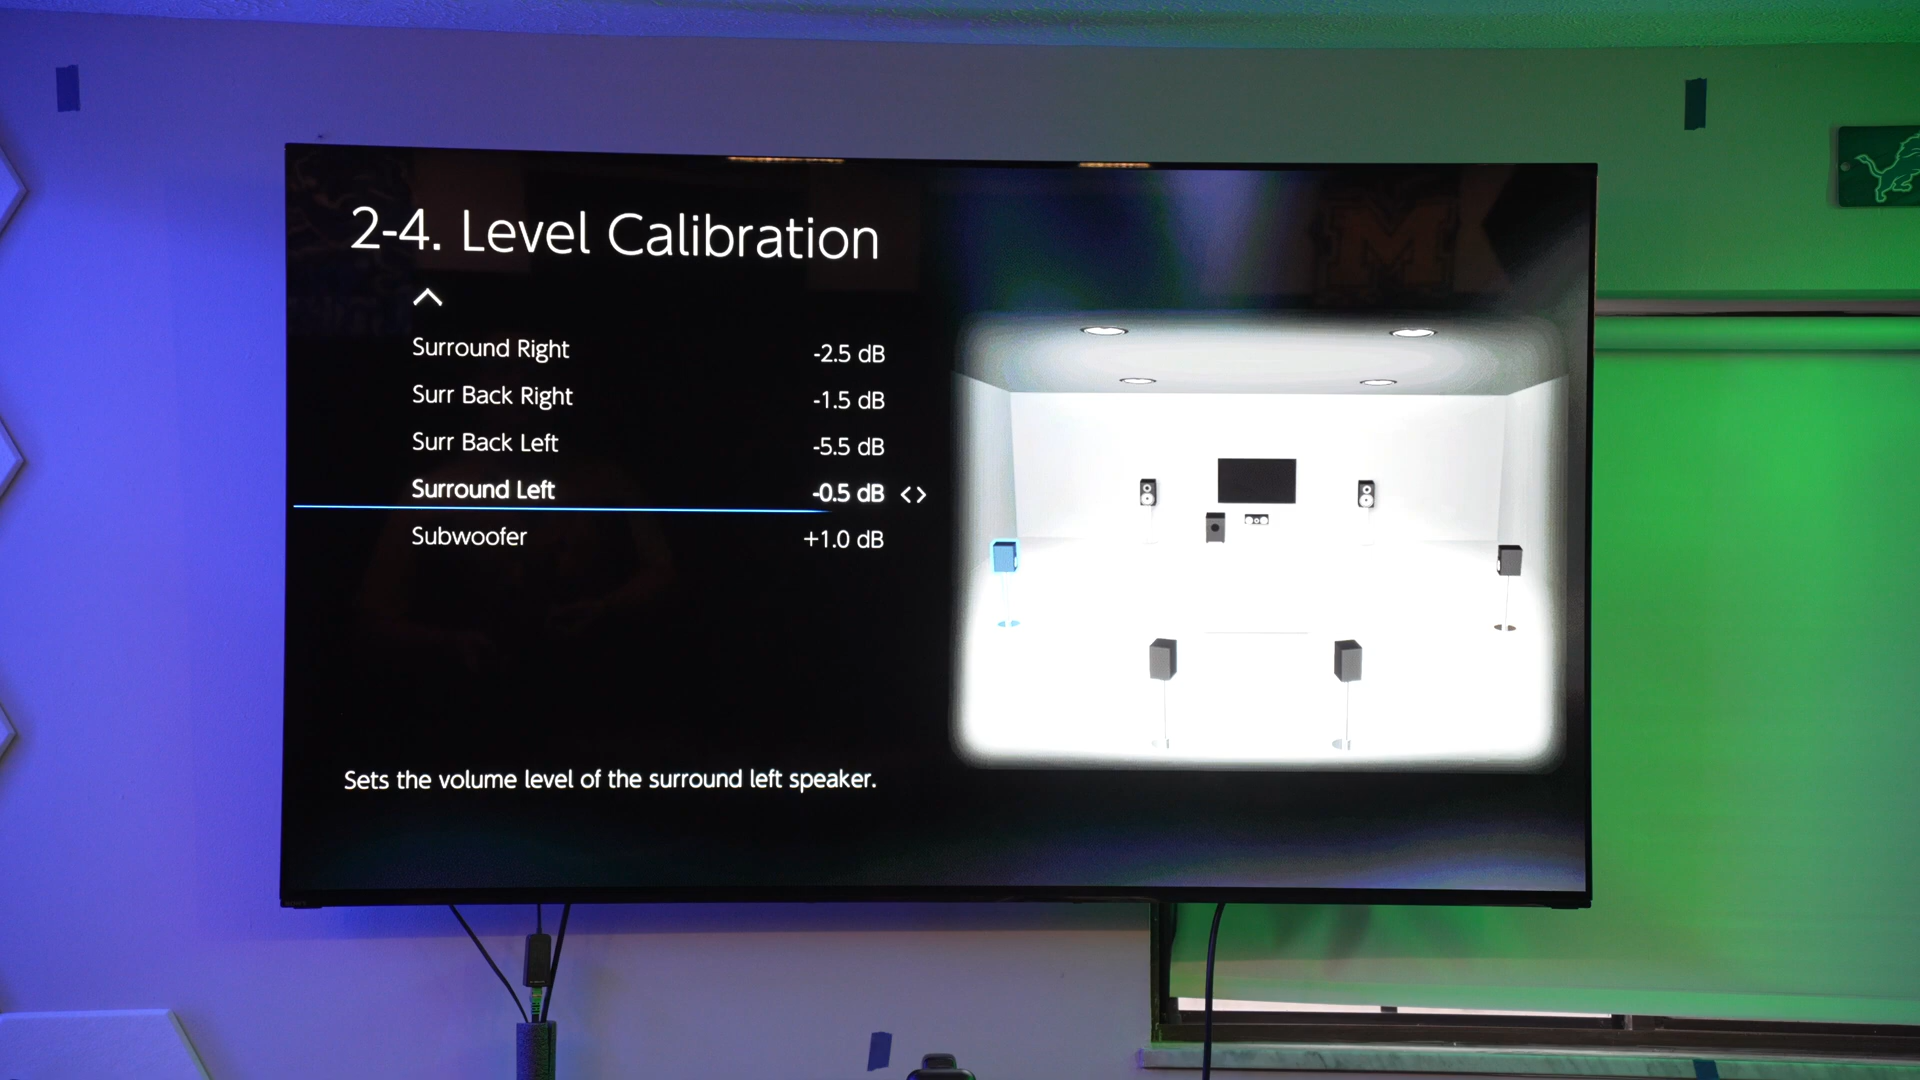 2-4. Level Calibration
Surround Right -2.5 dB
Surr Back Right -1.5 dB
Surr Back Left -5.5 dB
Surround Left -0.5 dB <>
Subwoofer +1.0 dB
Sets the volume level of the surround left speaker.
M